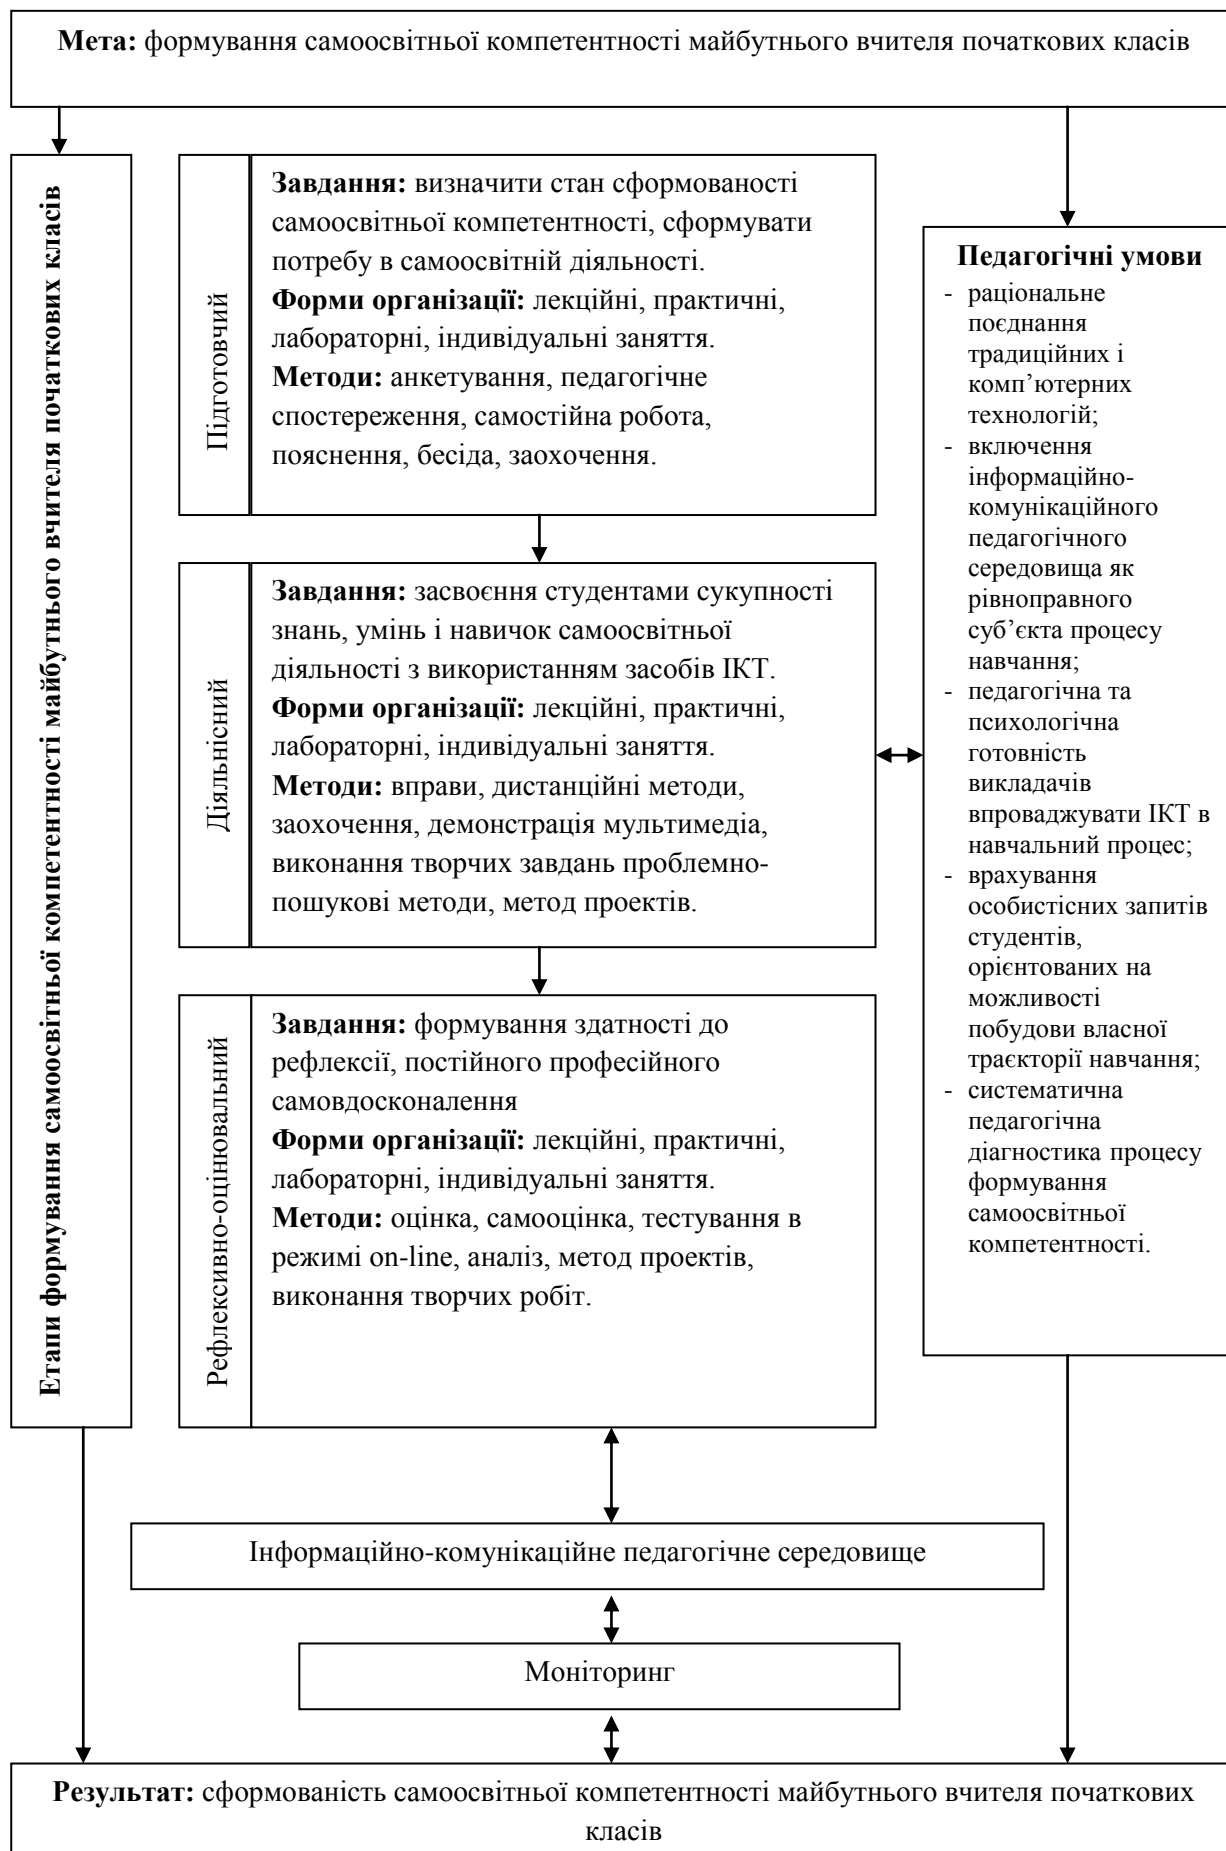 Мета: формування самоосвітньої компетентності майбутнього вчителя початкових класів
Етапи формування самоосвітньої компетентності майбутнього вчителя початкових класів
Підготовчий
Завдання: визначити стан сформованості
самоосвітньої компетентності, сформувати
потребу в самоосвітній діяльності.
Форми організації: лекційні, практичні,
лабораторні, індивідуальні заняття.
Методи: анкетування, педагогічне
спостереження, самостійна робота,
пояснення, бесіда, заохочення.
Діяльнісний
Завдання: засвоєння студентами сукупності
знань, умінь і навичок самоосвітньої
діяльності з використанням засобів ІКТ.
Форми організації: лекційні, практичні,
лабораторні, індивідуальні заняття.
Методи: вправи, дистанційні методи,
заохочення, демонстрація мультимедіа,
виконання творчих завдань проблемно-
пошукові методи, метод проектів.
Рефлексивно-оцінювальний
Завдання: формування здатності до
рефлексії, постійного професійного
самовдосконалення
Форми організації: лекційні, практичні,
лабораторні, індивідуальні заняття.
Методи: оцінка, самооцінка, тестування в
режимі on-line, аналіз, метод проектів,
виконання творчих робіт.
Педагогічні умови
- раціональне
поєднання
традиційних і
комп’ютерних
технологій;
- включення
інформаційно-
комунікаційного
педагогічного
середовища як
рівноправного
суб’єкта процесу
навчання;
- педагогічна та
психологічна
готовність
викладачів
впроваджувати ІКТ в
навчальний процес;
- врахування
особистісних запитів
студентів,
орієнтованих на
можливості
побудови власної
траєкторії навчання;
- систематична
педагогічна
діагностика процесу
формування
самоосвітньої
компетентності.
Інформаційно-комунікаційне педагогічне середовище
Моніторинг
Результат: сформованість самоосвітньої компетентності майбутнього вчителя початкових
класів